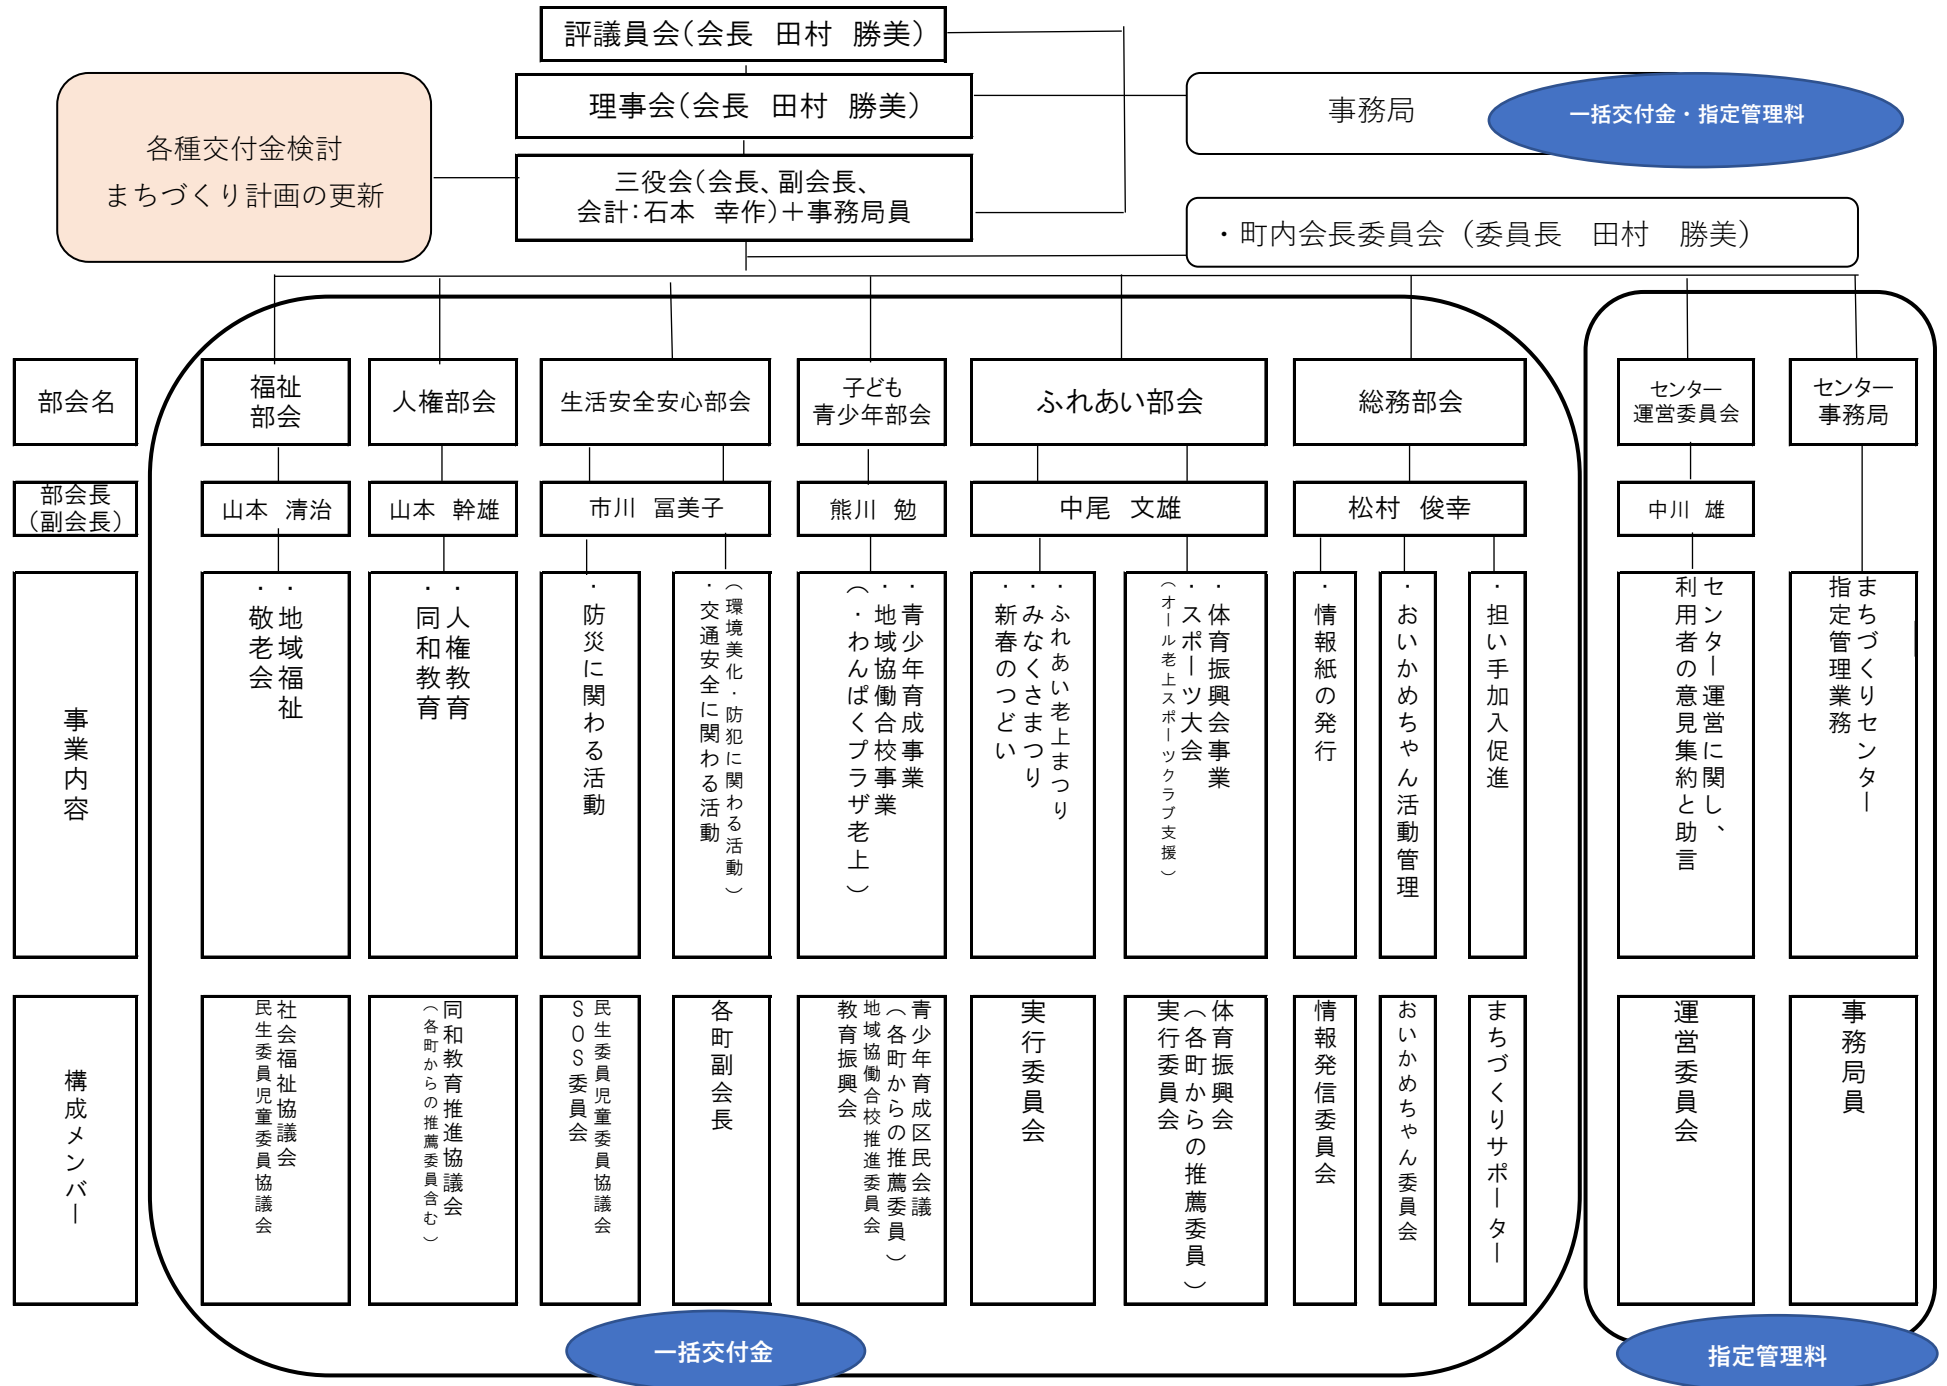 評議員会(会長　田村　勝美)
理事会(会長　田村　勝美)
事務局
一括交付金・指定管理料
各種交付金検討
まちづくり計画の更新
三役会(会長、副会長、
会計:石本　幸作)＋事務局員
・町内会長委員会（委員長　田村　勝美）
部会名
福祉
部会
人権部会
生活安全安心部会
子ども
青少年部会
ふれあい部会
総務部会
センター
運営委員会
センター
事務局
部会長
(副会長)
山本　清治
山本　幹雄
市川　冨美子
熊川　勉
中尾　文雄
松村　俊幸
中川　雄
事業内容
・地域福祉
・敬老会
・人権教育
・同和教育
・防災に関わる活動
（環境美化・防犯に関わる活動）
・交通安全に関わる活動
・青少年育成事業
・地域協働合校事業
（・わんぱくプラザ老上）
・ふれあい老上まつり
・みなくさまつり
・新春のつどい
・体育振興会事業
・スポーツ大会
（オール老上スポーツクラブ支援）
・情報紙の発行
・おいかめちゃん活動管理
・担い手加入促進
センター運営に関し、
利用者の意見集約と助言
まちづくりセンター
指定管理業務
構成メンバー
社会福祉協議会
民生委員児童委員協議会
同和教育推進協議会
（各町からの推薦委員含む）
民生委員児童委員協議会
SOS委員会
各町副会長
青少年育成区民会議
（各町からの推薦委員）
地域協働合校推進委員会
教育振興会
実行委員会
体育振興会
（各町からの推薦委員）
実行委員会
情報発信委員会
おいかめちゃん委員会
まちづくりサポーター
運営委員会
事務局員
一括交付金
指定管理料